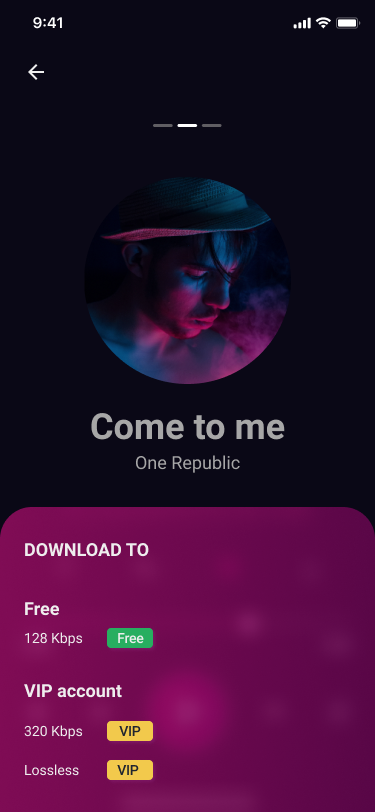 9:41
Come to me
One Republic
DOWNLOAD TO
Free
128 Kbps Free
VIP account
320 Kbps VIP
Lossless VIP